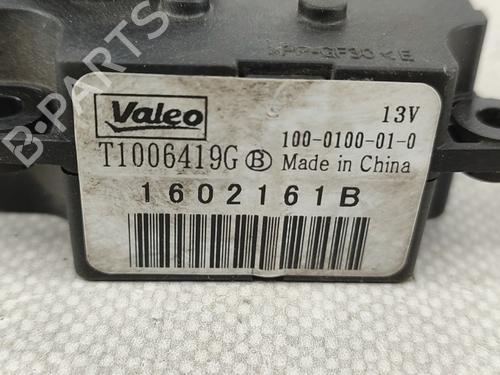 B-PARTS
Valeo
13V
100-0100-01-0
T1006419G B Made in China
1602161B